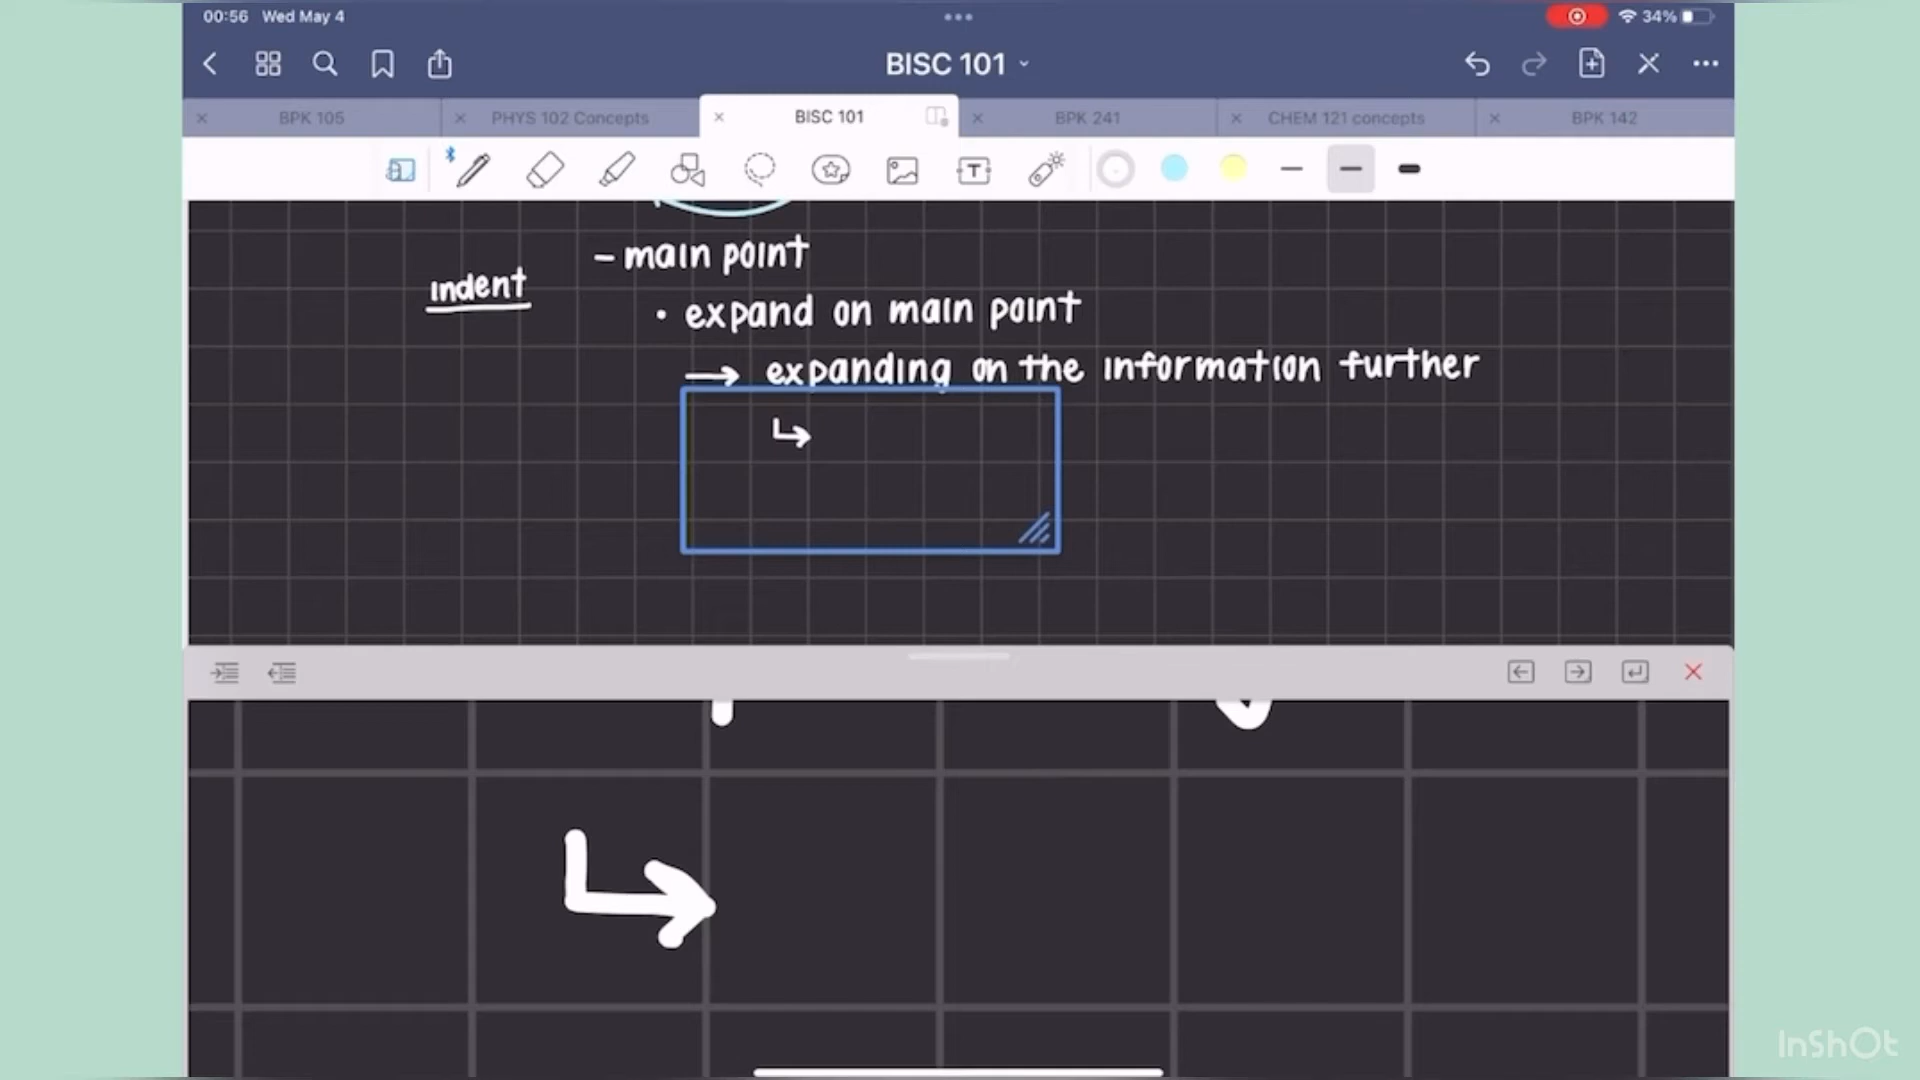 00:56 Wed May 4 34%
BISC 101
BPK 105 PHYS 102 Concepts BISC 101 BPK 241 CHEM 121 concepts BPK 142
T
- main point
indent
• expand on main point
→ expanding on the information further
↳
InShOt